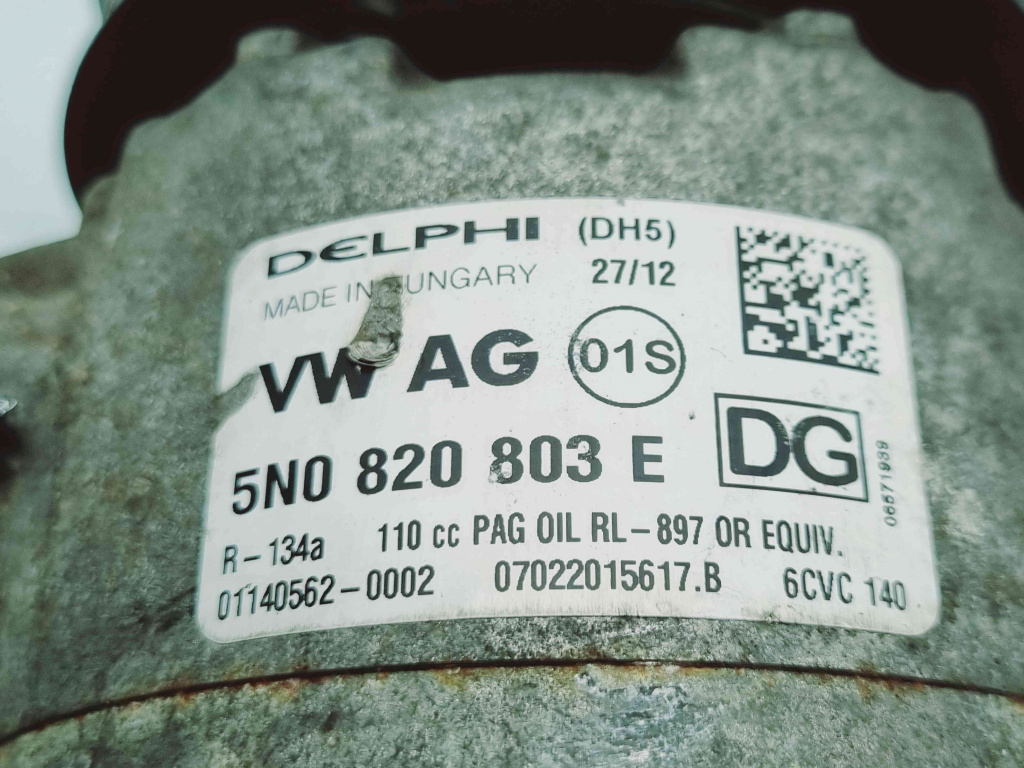 DELPHI (DH5)
MADE IN HUNGARY 27/12
VW AG 01S
5N0 820 803 E DG
06571939
R-134a 110 cc PAG OIL RL-897 OR EQUIV.
01140562-0002 07022015617.B 6CVC 140